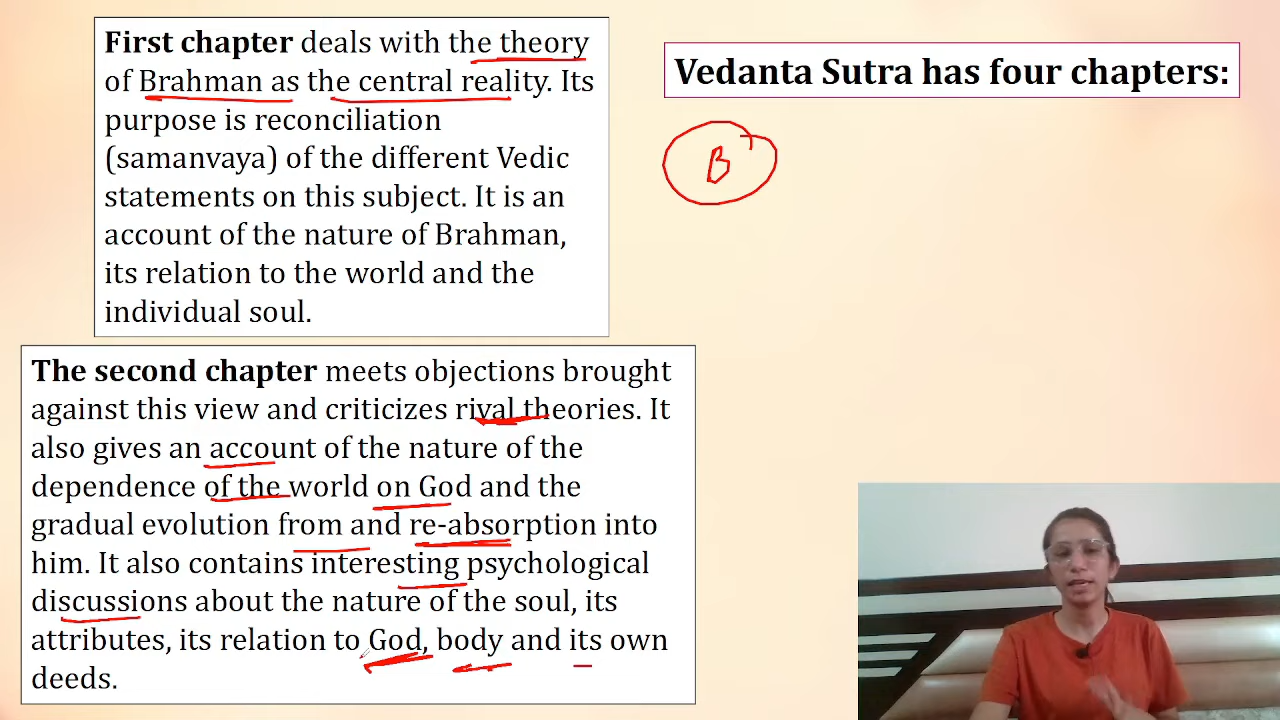 First chapter deals with the theory
of Brahman as the central reality. Its
purpose is reconciliation
(samanvaya) of the different Vedic
statements on this subject. It is an
account of the nature of Brahman,
its relation to the world and the
individual soul.
Vedanta Sutra has four chapters:
B
The second chapter meets objections brought
against this view and criticizes rival theories. It
also gives an account of the nature of the
dependence of the world on God and the
gradual evolution from and re-absorption into
him. It also contains interesting psychological
discussions about the nature of the soul, its
attributes, its relation to God, body and its own
deeds.